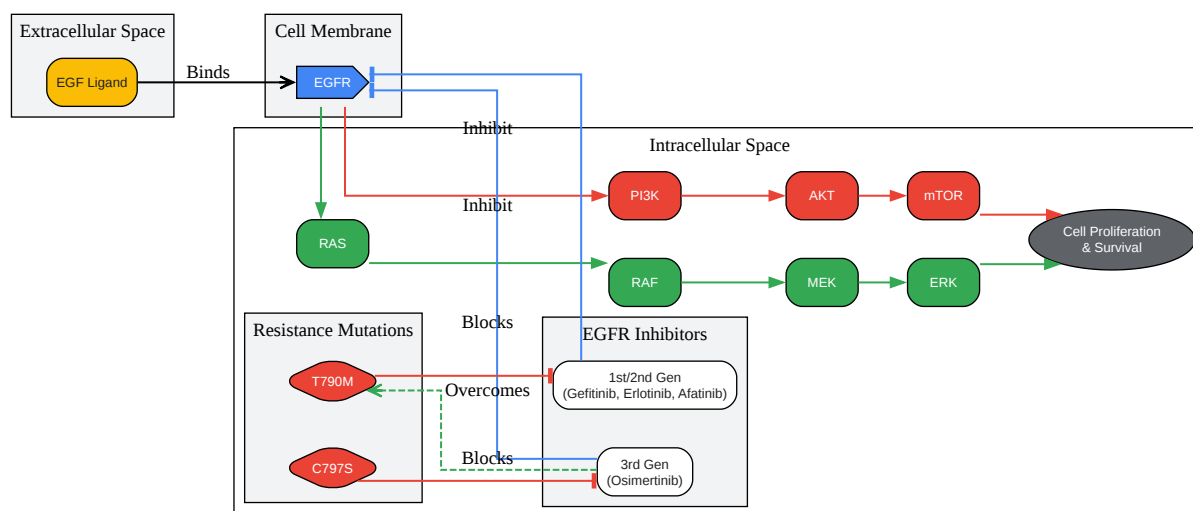 Extracellular Space
Cell Membrane
EGF Ligand
Binds
EGFR
Inhibit
Intracellular Space
PI3K
AKT
mTOR
Inhibit
Cell Proliferation
& Survival
RAS
RAF
MEK
ERK
Blocks
Resistance Mutations
EGFR Inhibitors
T790M
Overcomes
1st/2nd Gen
(Gefitinib, Erlotinib, Afatinib)
C797S
Blocks
3rd Gen
(Osimertinib)